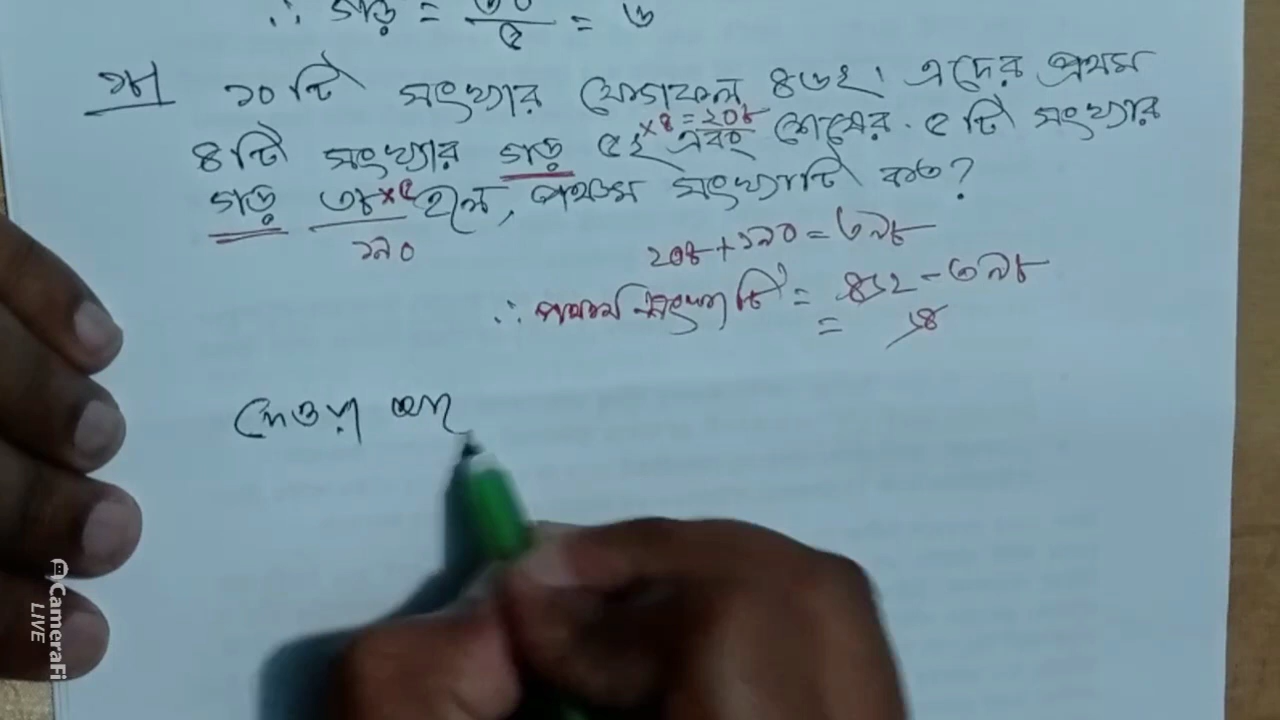 ∴ গড় = ৩০/৫ = ৬
১৮। ১০টি সংখ্যার যোগফল ৪৬২। এদের প্রথম
৪টি সংখ্যার গড় ৫২ ×৪ = ২০৮ এবং শেষের ৫টি সংখ্যার
গড় ৩৮ ×৫ হলে, পঞ্চম সংখ্যাটি কত?
১৯০
২০৮ + ১৯০ = ৩৯৮
∴ পঞ্চম সংখ্যাটি = ৪৬২ - ৩৯৮
= ৬৪
দেওয়া আছে
CameraFi
LIVE